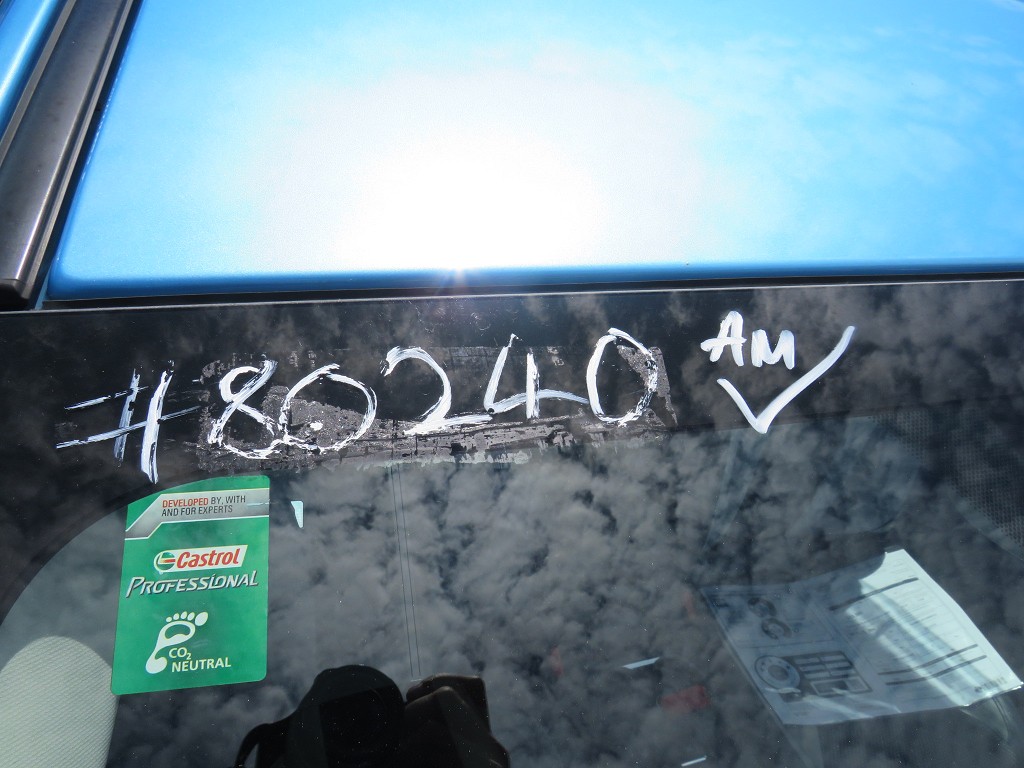 #80240 AM
DEVELOPED BY, WITH
AND FOR EXPERTS
Castrol
PROFESSIONAL
CO₂
NEUTRAL